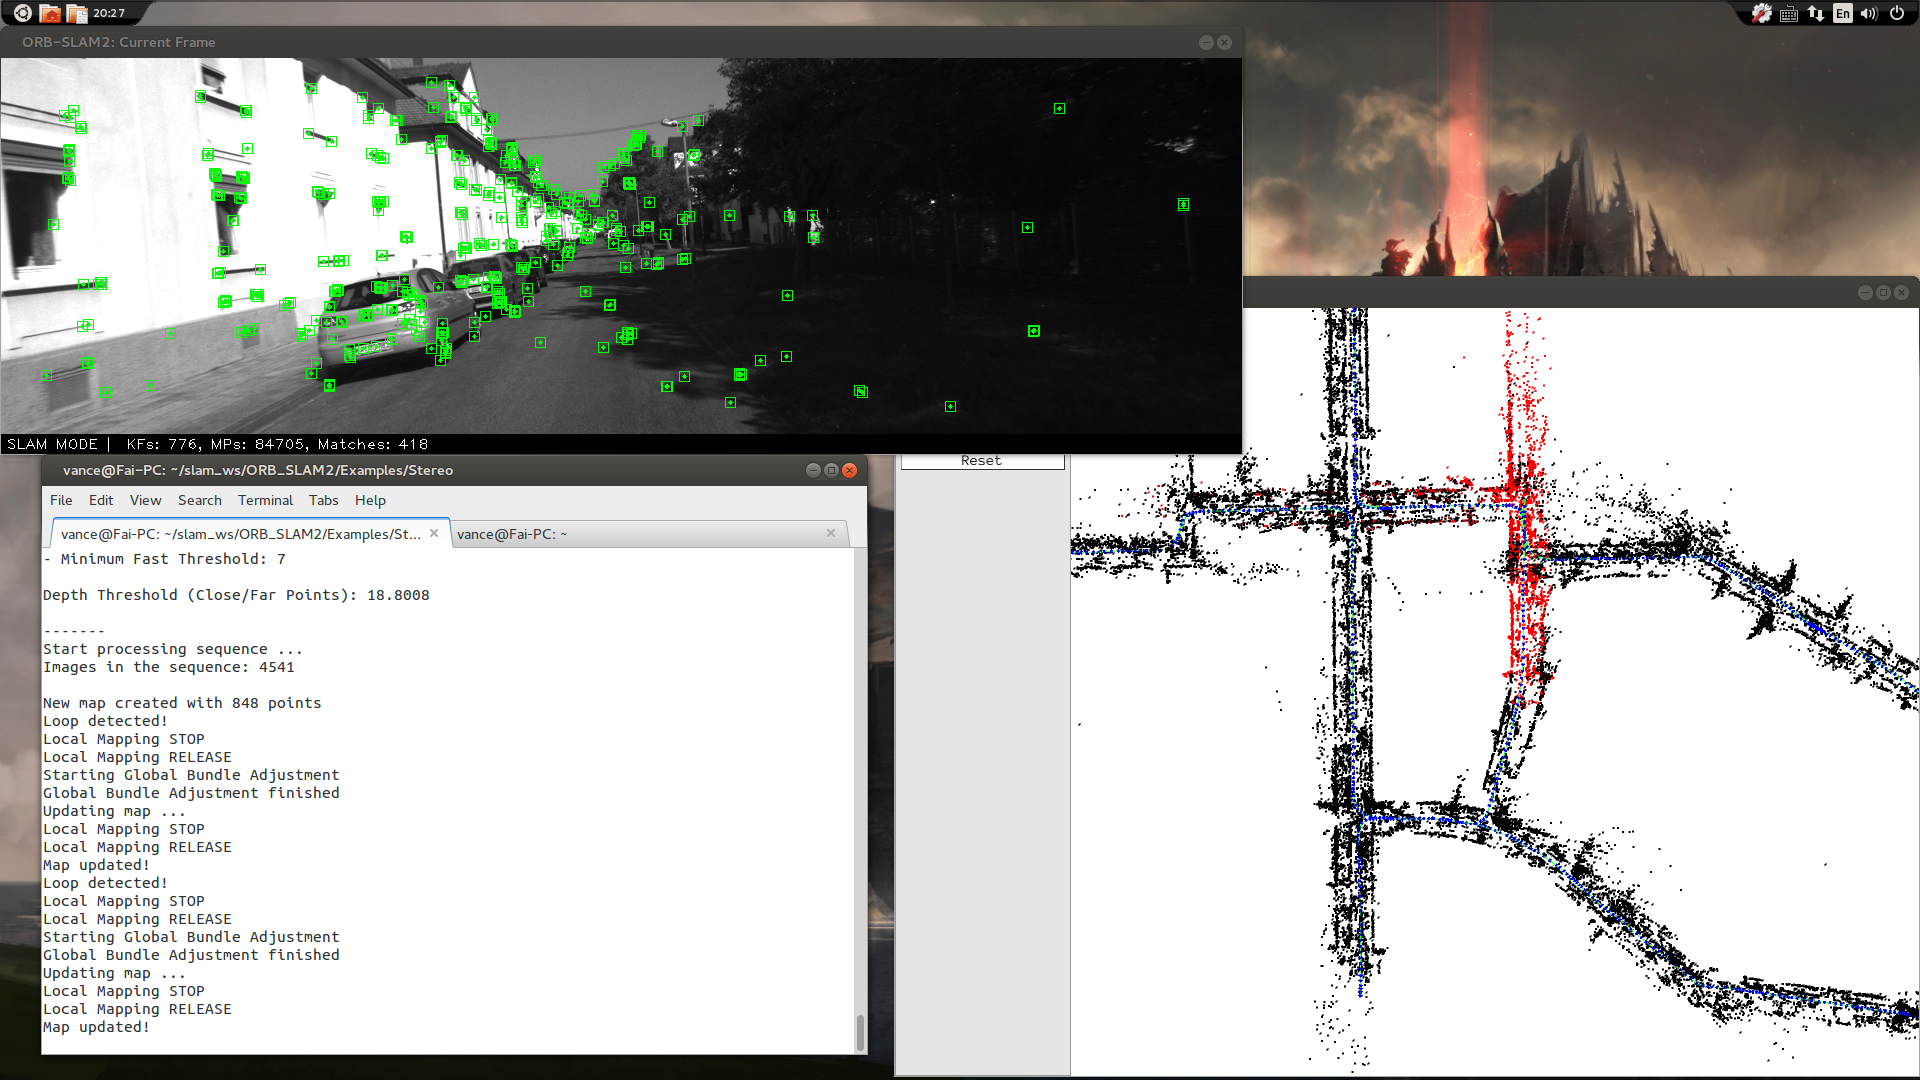 20:27
En
ORB-SLAM2: Current Frame
SLAM MODE |  KFs: 776, MPs: 84705, Matches: 418
vance@Fai-PC: ~/slam_ws/ORB_SLAM2/Examples/Stereo
File Edit View Search Terminal Tabs Help
vance@Fai-PC: ~/slam_ws/ORB_SLAM2/Examples/St...
vance@Fai-PC: ~
- Minimum Fast Threshold: 7
Depth Threshold (Close/Far Points): 18.8008
-------
Start processing sequence ...
Images in the sequence: 4541
New map created with 848 points
Loop detected!
Local Mapping STOP
Local Mapping RELEASE
Starting Global Bundle Adjustment
Global Bundle Adjustment finished
Updating map ...
Local Mapping STOP
Local Mapping RELEASE
Map updated!
Loop detected!
Local Mapping STOP
Local Mapping RELEASE
Starting Global Bundle Adjustment
Global Bundle Adjustment finished
Updating map ...
Local Mapping STOP
Local Mapping RELEASE
Map updated!
Reset